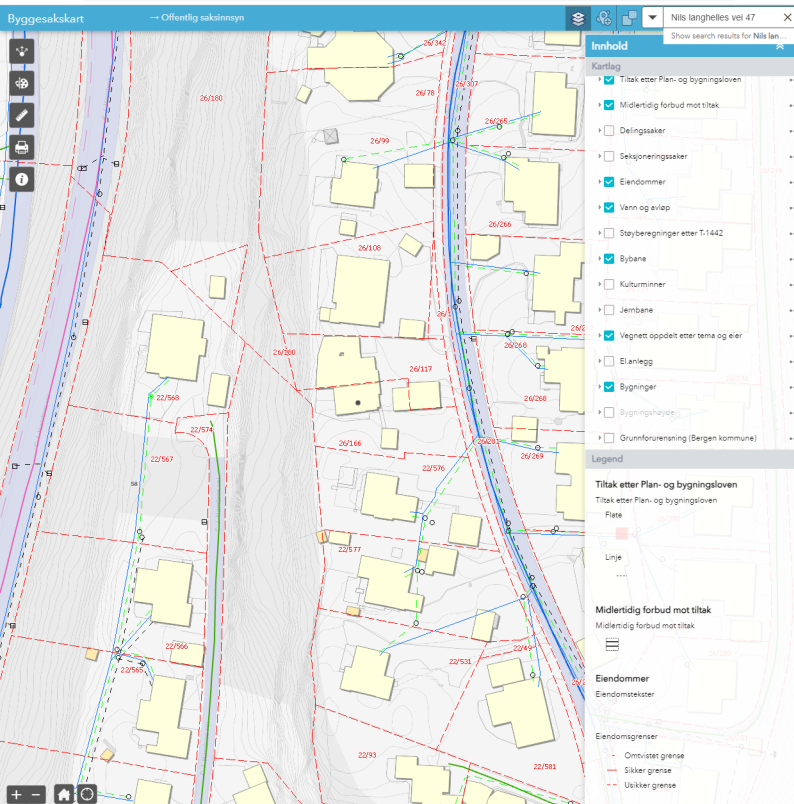 Byggesakskart
→ Offentlig saksinnsyn
Nils langhelles vei 47
Show search results for Nils lan...
Innhold
Kartlag
Tiltak etter Plan- og bygningsloven
Midlertidig forbud mot tiltak
Delingssaker
Seksjoneringssaker
Eiendommer
Vann og avløp
Støyberegninger etter T-1442
Bybane
Kulturminner
Jernbane
Vegnett oppdelt etter tema og eier
El.anlegg
Bygninger
Bygningshøyde
Grunnforurensning (Bergen kommune)
Legend
Tiltak etter Plan- og bygningsloven
Tiltak etter Plan- og bygningsloven
Flate
Linje
Midlertidig forbud mot tiltak
Midlertidig forbud mot tiltak
Eiendommer
Eiendomstekster
Eiendomsgrenser
Omtvistet grense
Sikker grense
Usikker grense
26/342
26/180
26/78
26/307
26/265
26/99
26/266
26/108
26/1
26/2
26/268
26/180
26/117
22/568
26/268
22/574
26/166
26/281
26/269
22/567
22/576
58
22/577
22/566
22/565
22/531
22/49
26/2
22/93
22/581